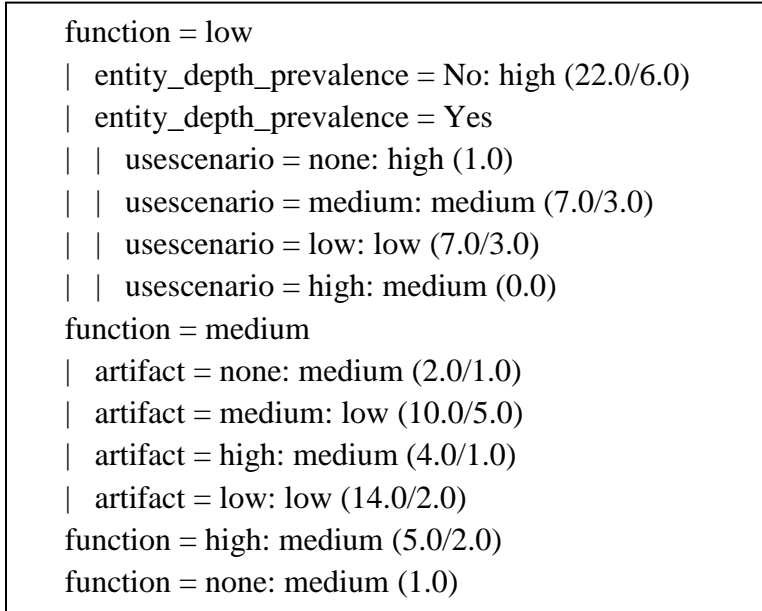 function = low
| entity_depth_prevalence = No: high (22.0/6.0)
| entity_depth_prevalence = Yes
| | usescenario = none: high (1.0)
| | usescenario = medium: medium (7.0/3.0)
| | usescenario = low: low (7.0/3.0)
| | usescenario = high: medium (0.0)
function = medium
| artifact = none: medium (2.0/1.0)
| artifact = medium: low (10.0/5.0)
| artifact = high: medium (4.0/1.0)
| artifact = low: low (14.0/2.0)
function = high: medium (5.0/2.0)
function = none: medium (1.0)